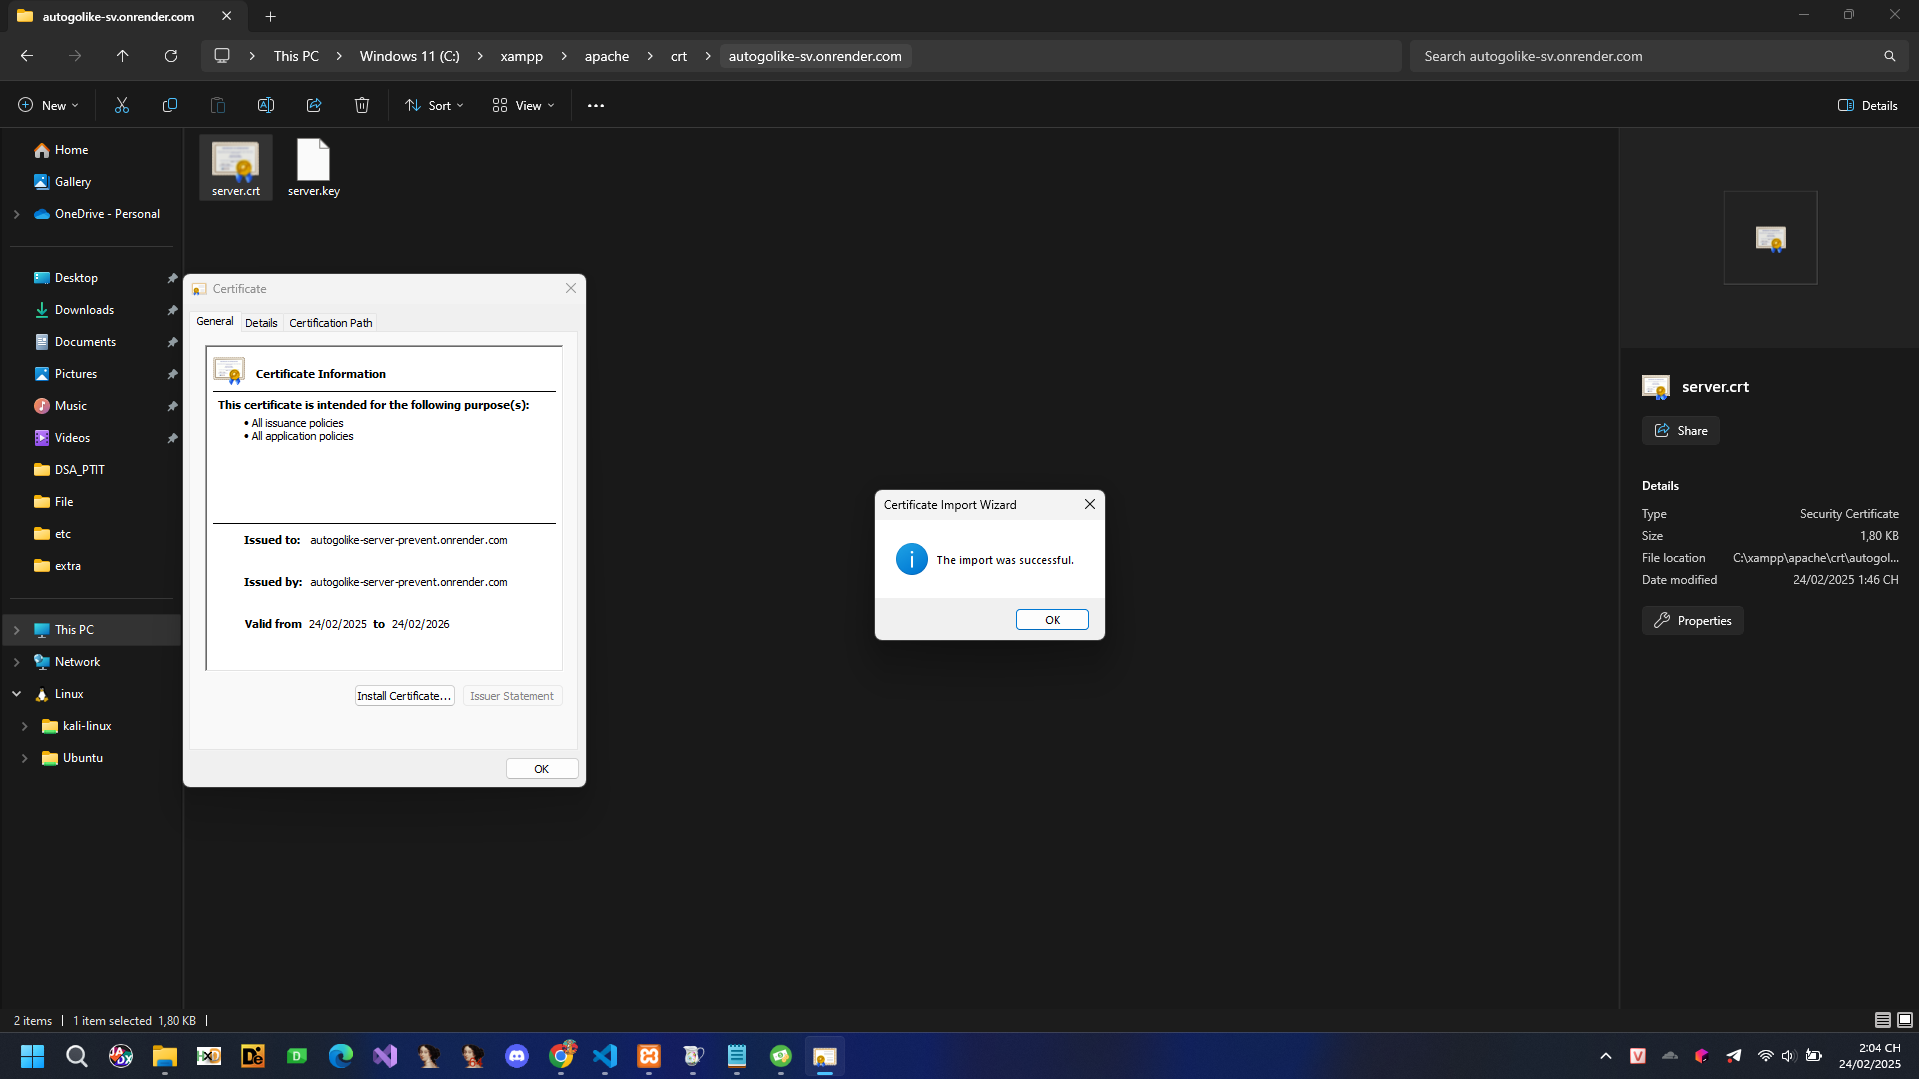 autogolike-sv.onrender.com
This PC
Windows 11 (C:)
xampp
apache
crt
autogolike-sv.onrender.com
Search autogolike-sv.onrender.com
New
Sort
View
Details
Home
Gallery
OneDrive - Personal
Desktop
Downloads
Documents
Pictures
Music
Videos
DSA_PTIT
File
etc
extra
This PC
Network
Linux
kali-linux
Ubuntu
server.crt
server.key
Certificate
General
Details
Certification Path
Certificate Information
This certificate is intended for the following purpose(s):
• All issuance policies
• All application policies
Issued to: autogolike-server-prevent.onrender.com
Issued by: autogolike-server-prevent.onrender.com
Valid from 24/02/2025 to 24/02/2026
Install Certificate...
Issuer Statement
OK
Certificate Import Wizard
The import was successful.
OK
server.crt
Share
Details
Type Security Certificate
Size 1,80 KB
File location C:\xampp\apache\crt\autogol...
Date modified 24/02/2025 1:46 CH
Properties
2 items
1 item selected 1,80 KB
2:04 CH
24/02/2025